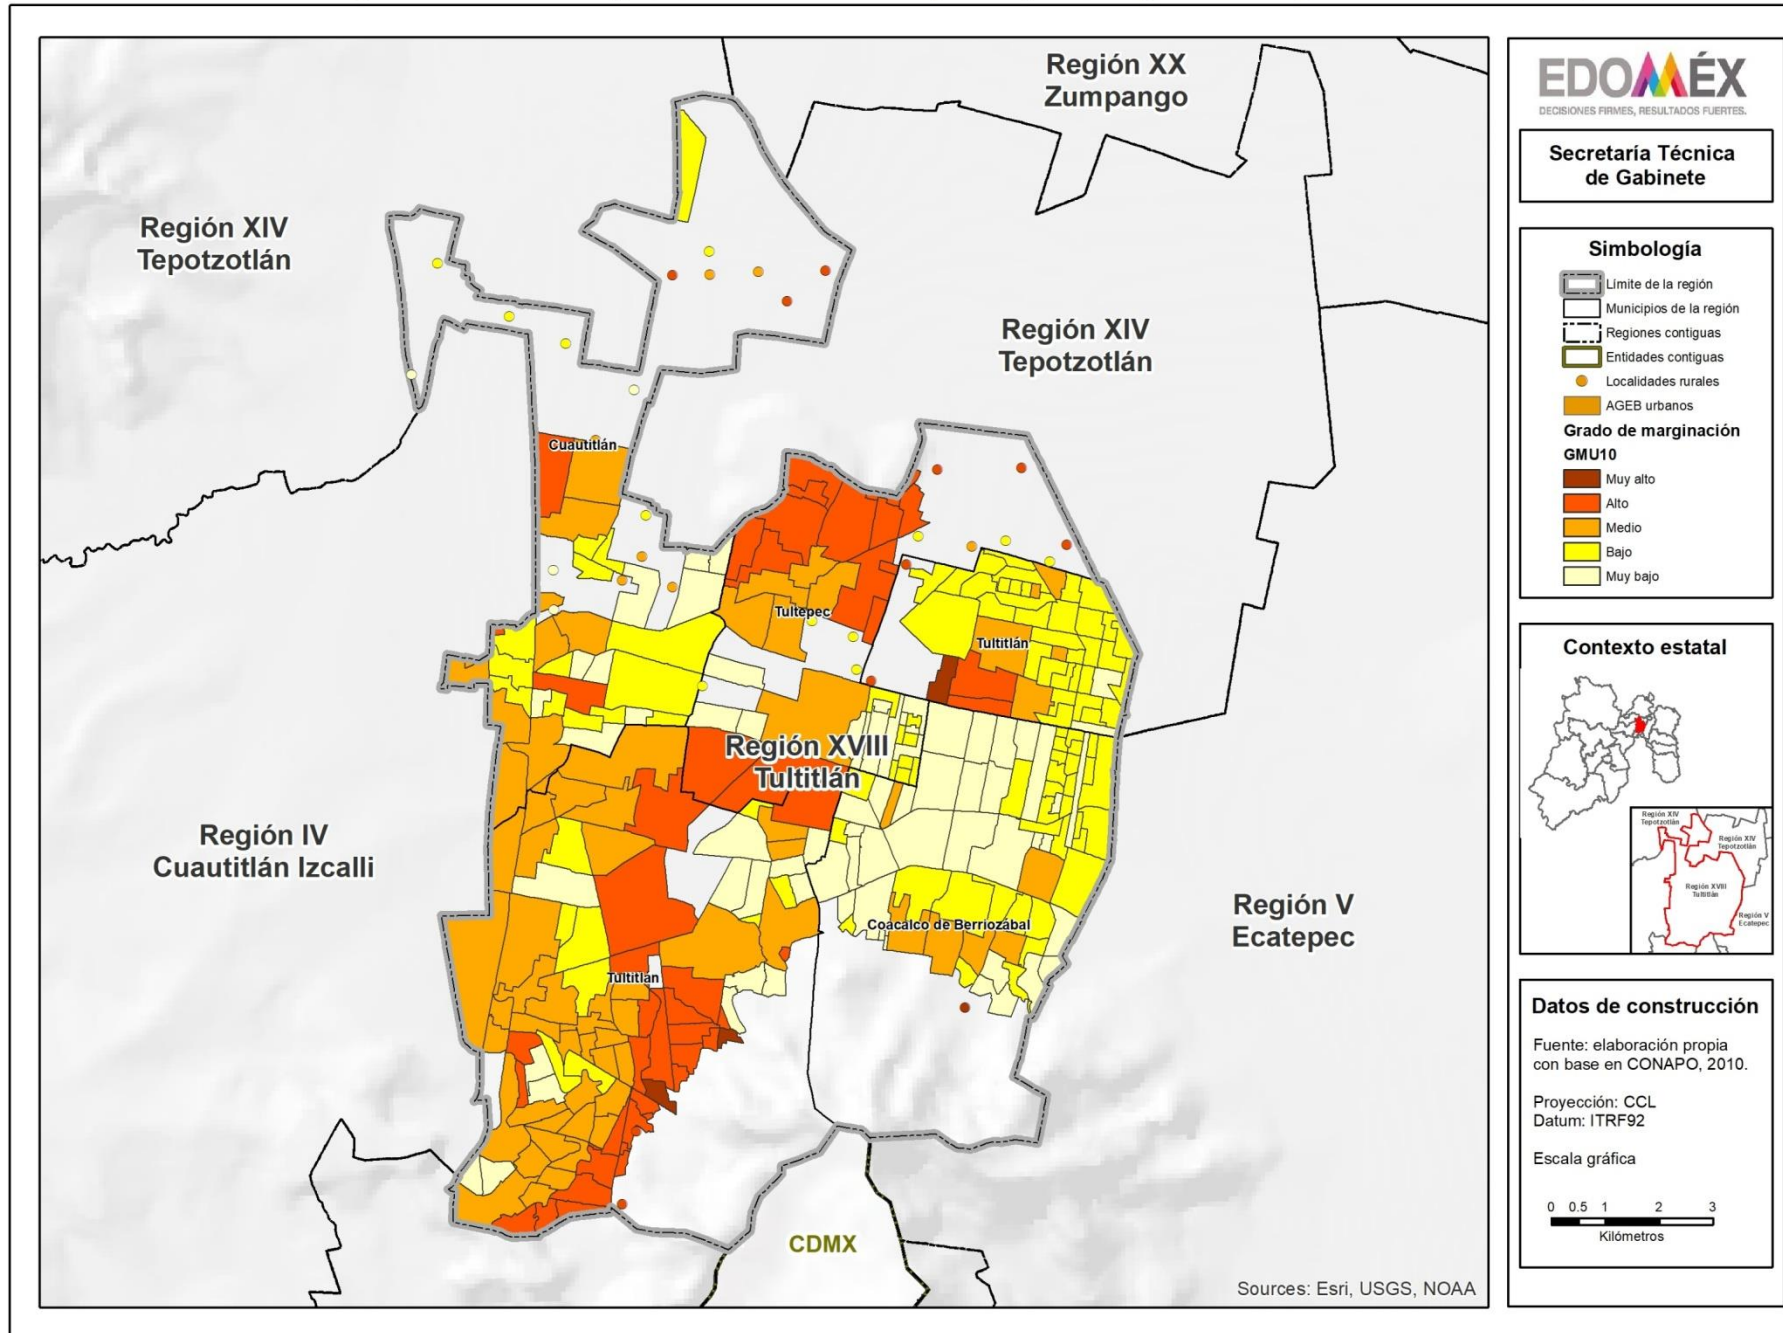 Región XX
Zumpango
Región XIV
Tepotzotlán
Región XIV
Tepotzotlán
Cuautitlán
Tultepec
Tultitlán
Región XVIII
Tultitlán
Región IV
Cuautitlán Izcalli
Coacalco de Berriozábal
Región V
Ecatepec
Tultitlán
CDMX
Sources: Esri, USGS, NOAA
EDOMÉX
DECISIONES FIRMES, RESULTADOS FUERTES.
Secretaría Técnica
de Gabinete
Simbología
Límite de la región
Municipios de la región
Regiones contiguas
Entidades contiguas
Localidades rurales
AGEB urbanos
Grado de marginación
GMU10
Muy alto
Alto
Medio
Bajo
Muy bajo
Contexto estatal
Región XIV
Tepotzotlán
Región XIV
Tepotzotlán
Región XVIII
Tultitlán
Región V
Ecatepec
Datos de construcción
Fuente: elaboración propia
con base en CONAPO, 2010.
Proyección: CCL
Datum: ITRF92
Escala gráfica
0 0.5 1 2 3
Kilómetros